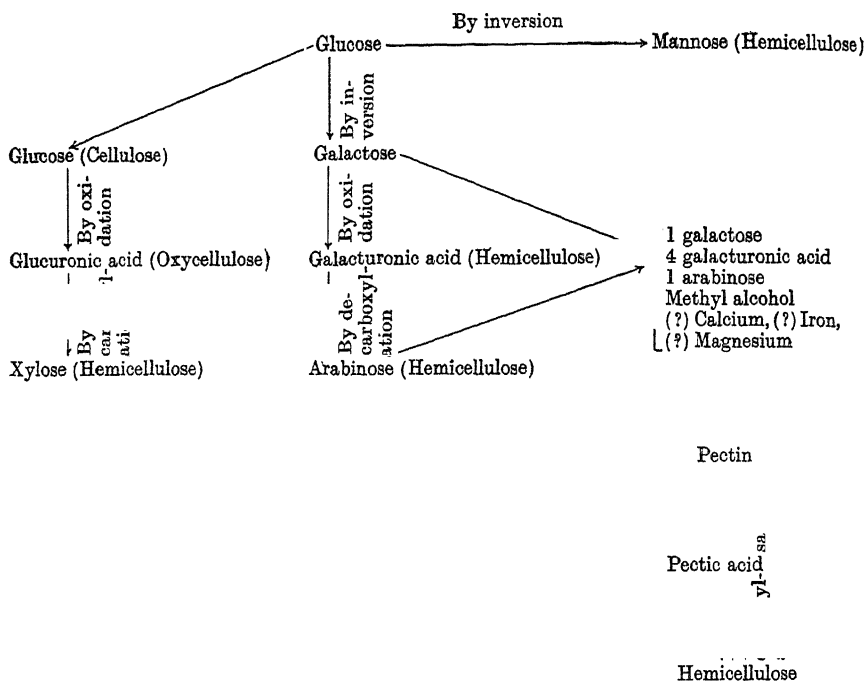 By inversion
Glucose
Mannose (Hemicellulose)
By in-
version
Glucose (Cellulose)
Galactose
By oxi-
dation
By oxi-
dation
Glucuronic acid (Oxycellulose)
Galacturonic acid (Hemicellulose)
1 galactose
4 galacturonic acid
1 arabinose
Methyl alcohol
(?) Calcium, (?) Iron,
(?) Magnesium
By
By de-
carboxyl-
ation
Xylose (Hemicellulose)
Arabinose (Hemicellulose)
Pectin
Pectic acid
Hemicellulose